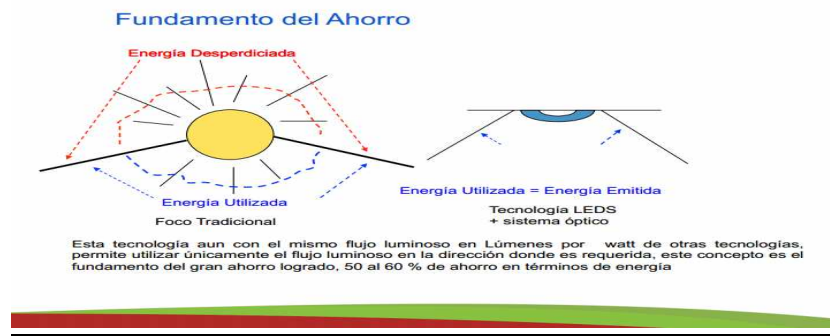 Fundamento del Ahorro
Energía Desperdiciada
Energía Utilizada
Foco Tradicional
Energía Utilizada = Energía Emitida
Tecnología LEDS
+ sistema óptico
Esta tecnología aun con el mismo flujo luminoso en Lúmenes por watt de otras tecnologías,
permite utilizar únicamente el flujo luminoso en la dirección donde es requerida, este concepto es el
fundamento del gran ahorro logrado, 50 al 60 % de ahorro en términos de energía